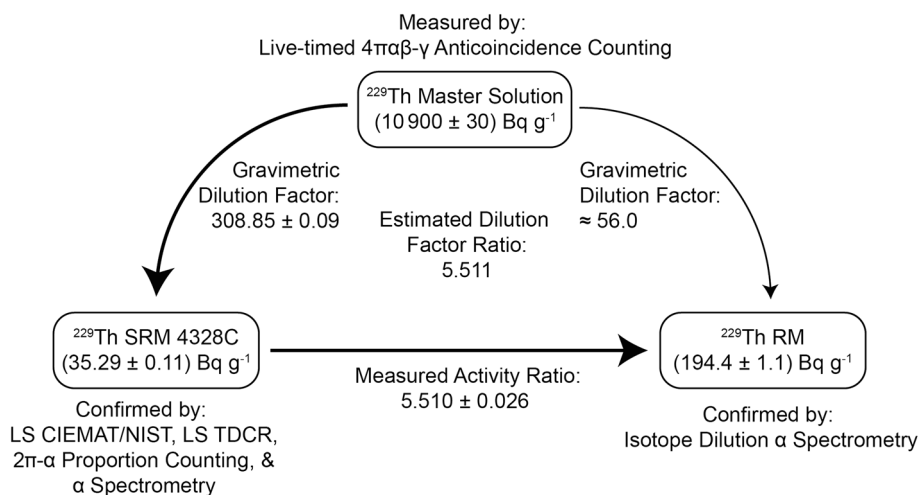 Measured by:
Live-timed 4παβ-γ Anticoincidence Counting
²²⁹Th Master Solution
(10 900 ± 30) Bq g⁻¹
Gravimetric
Dilution Factor:
308.85 ± 0.09
Estimated Dilution
Factor Ratio:
5.511
Gravimetric
Dilution Factor:
≈ 56.0
²²⁹Th SRM 4328C
(35.29 ± 0.11) Bq g⁻¹
Measured Activity Ratio:
5.510 ± 0.026
²²⁹Th RM
(194.4 ± 1.1) Bq g⁻¹
Confirmed by:
LS CIEMAT/NIST, LS TDCR,
2π-α Proportion Counting, &
α Spectrometry
Confirmed by:
Isotope Dilution α Spectrometry